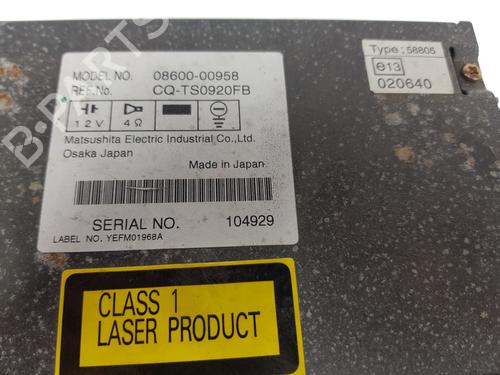 MODEL NO. 08600-00958
REF.No. CQ-TS0920FB
12V 4Ω
Matsushita Electric Industrial Co., Ltd.
Osaka Japan
Made in Japan
SERIAL NO. 104929
LABEL NO. YEFM01968A
Type: 58805
e13
020640
CLASS 1
LASER PRODUCT
B-PARTS